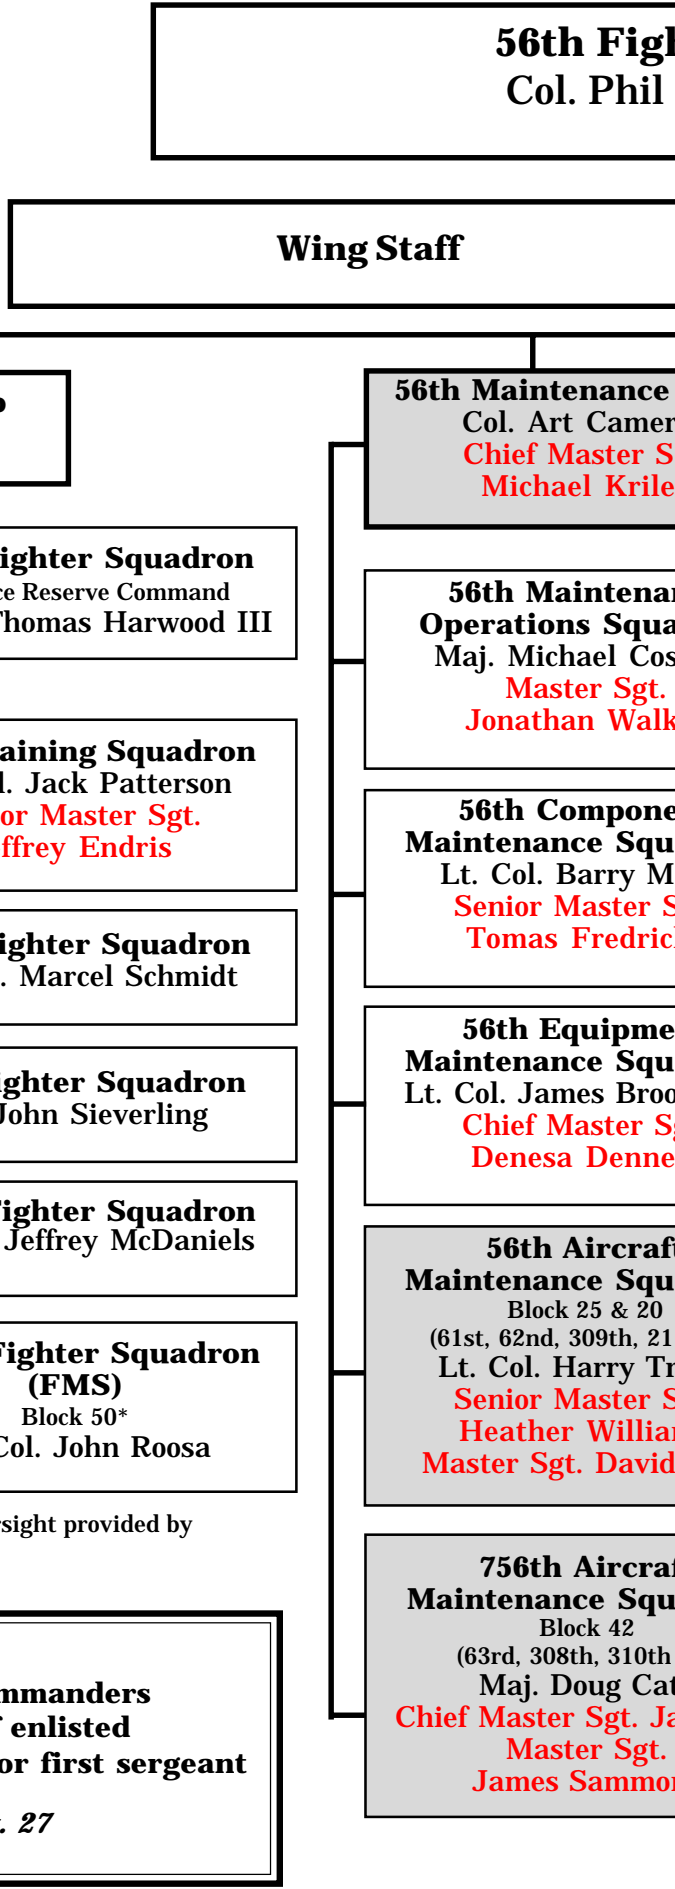 56th Figh
Col. Phil
Wing Staff
P
ighter Squadron
ce Reserve Command
Thomas Harwood III
aining Squadron
l. Jack Patterson
or Master Sgt.
ffrey Endris
ighter Squadron
. Marcel Schmidt
ighter Squadron
John Sieverling
Fighter Squadron
Jeffrey McDaniels
Fighter Squadron
(FMS)
Block 50*
Col. John Roosa
rsight provided by
mmanders
f enlisted
or first sergeant
. 27
56th Maintenance
Col. Art Camer
Chief Master S
Michael Krile
56th Maintenan
Operations Squa
Maj. Michael Cos
Master Sgt.
Jonathan Walk
56th Compone
Maintenance Squ
Lt. Col. Barry M
Senior Master S
Tomas Fredric
56th Equipme
Maintenance Squ
Lt. Col. James Broo
Chief Master Sg
Denesa Denne
56th Aircraft
Maintenance Squ
Block 25 & 20
(61st, 62nd, 309th, 21
Lt. Col. Harry Tr
Senior Master S
Heather Willia
Master Sgt. David
756th Aircraf
Maintenance Squ
Block 42
(63rd, 308th, 310th
Maj. Doug Cat
Chief Master Sgt. Ja
Master Sgt.
James Sammo